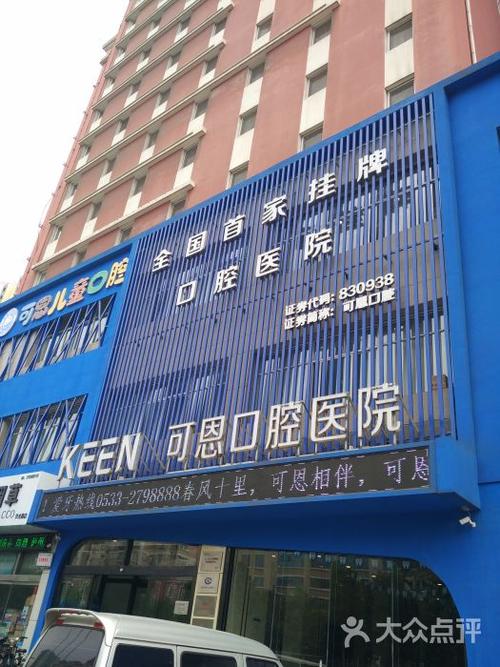 全国首家挂牌
口腔医院
证券代码：830938
证券简称：可恩口腔
可恩儿童口腔
KEEN 可恩口腔医院
！爱牙热线0533-2798888春风十里，可恩相伴，可恩
大众点评